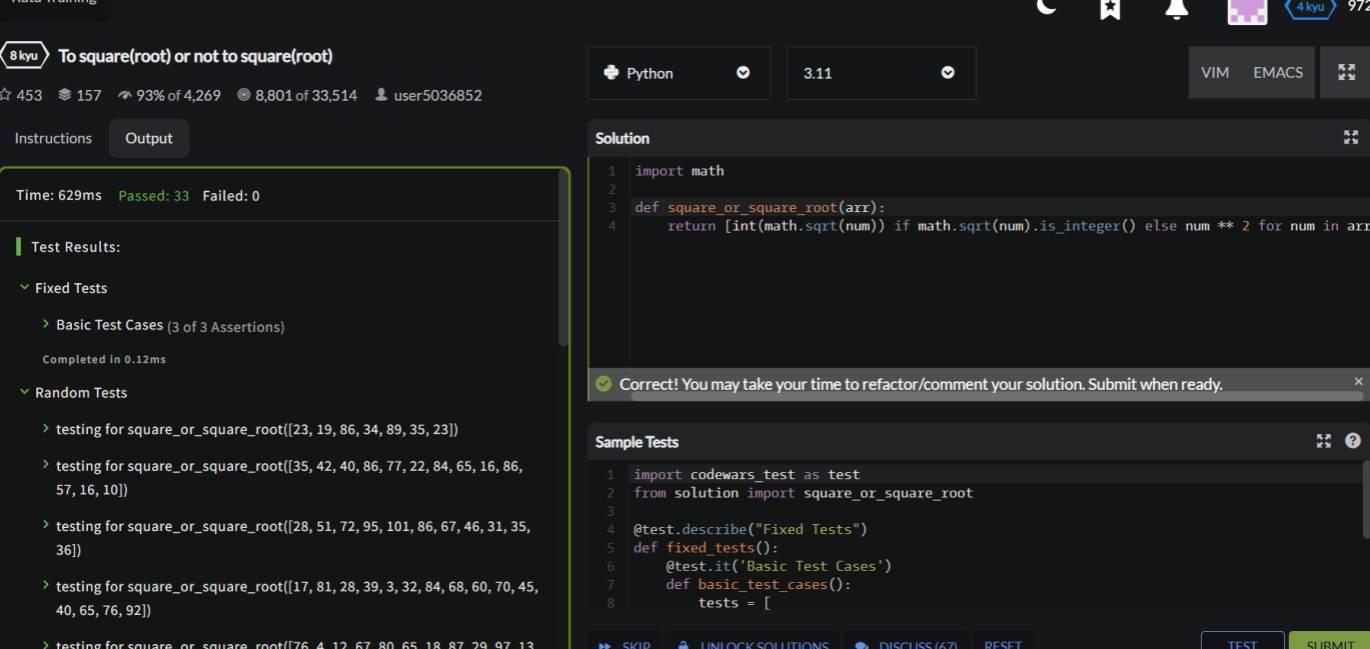 Kata Training
4 kyu
972
8 kyu To square(root) or not to square(root)
453 157 93% of 4,269 8,801 of 33,514 user5036852
Python
3.11
VIM EMACS
Instructions Output
Time: 629ms Passed: 33 Failed: 0
Test Results:
Fixed Tests
Basic Test Cases (3 of 3 Assertions)
Completed in 0.12ms
Random Tests
testing for square_or_square_root([23, 19, 86, 34, 89, 35, 23])
testing for square_or_square_root([35, 42, 40, 86, 77, 22, 84, 65, 16, 86,
57, 16, 10])
testing for square_or_square_root([28, 51, 72, 95, 101, 86, 67, 46, 31, 35,
36])
testing for square_or_square_root([17, 81, 28, 39, 3, 32, 84, 68, 60, 70, 45,
40, 65, 76, 92])
testing for square_or_square_root([76, 4, 12, 67, 80, 65, 18, 87, 29, 97, 13,
Solution
1 import math
2
3 def square_or_square_root(arr):
4 return [int(math.sqrt(num)) if math.sqrt(num).is_integer() else num ** 2 for num in arr
Correct! You may take your time to refactor/comment your solution. Submit when ready.
Sample Tests
1 import codewars_test as test
2 from solution import square_or_square_root
3
4 @test.describe("Fixed Tests")
5 def fixed_tests():
6 @test.it('Basic Test Cases')
7 def basic_test_cases():
8 tests = [
SKIP UNLOCK SOLUTIONS DISCUSS (67) RESET TEST SUBMIT